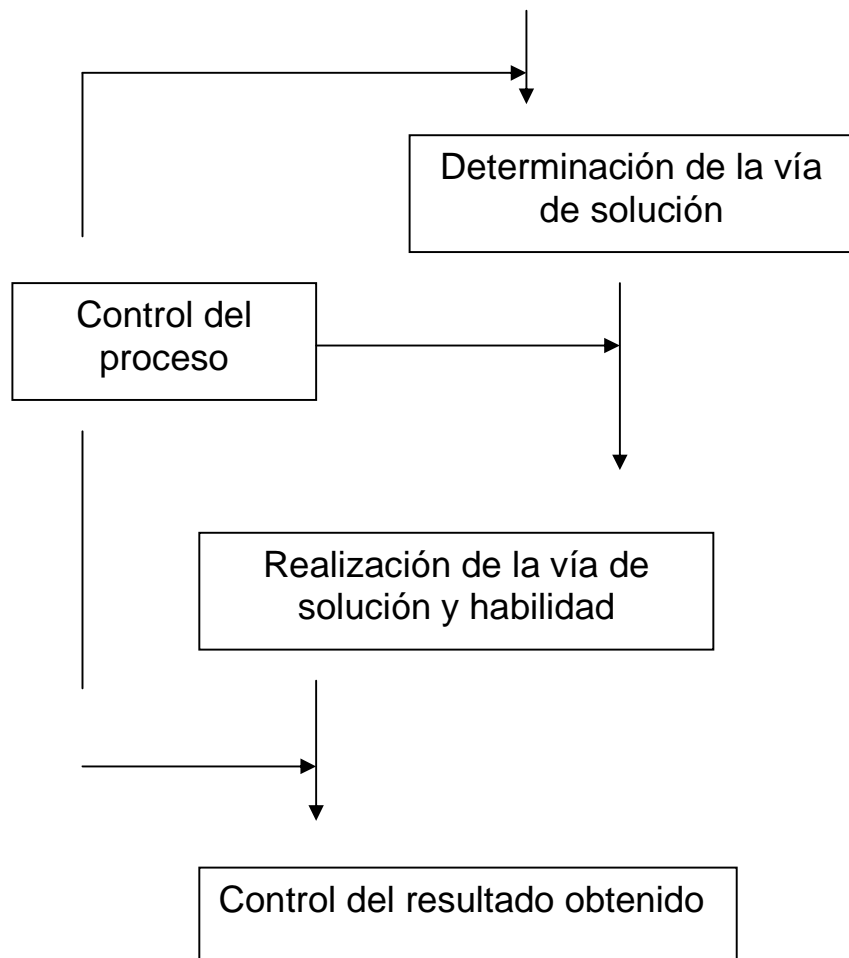 Determinación de la vía
de solución
Control del
proceso
Realización de la vía de
solución y habilidad
Control del resultado obtenido